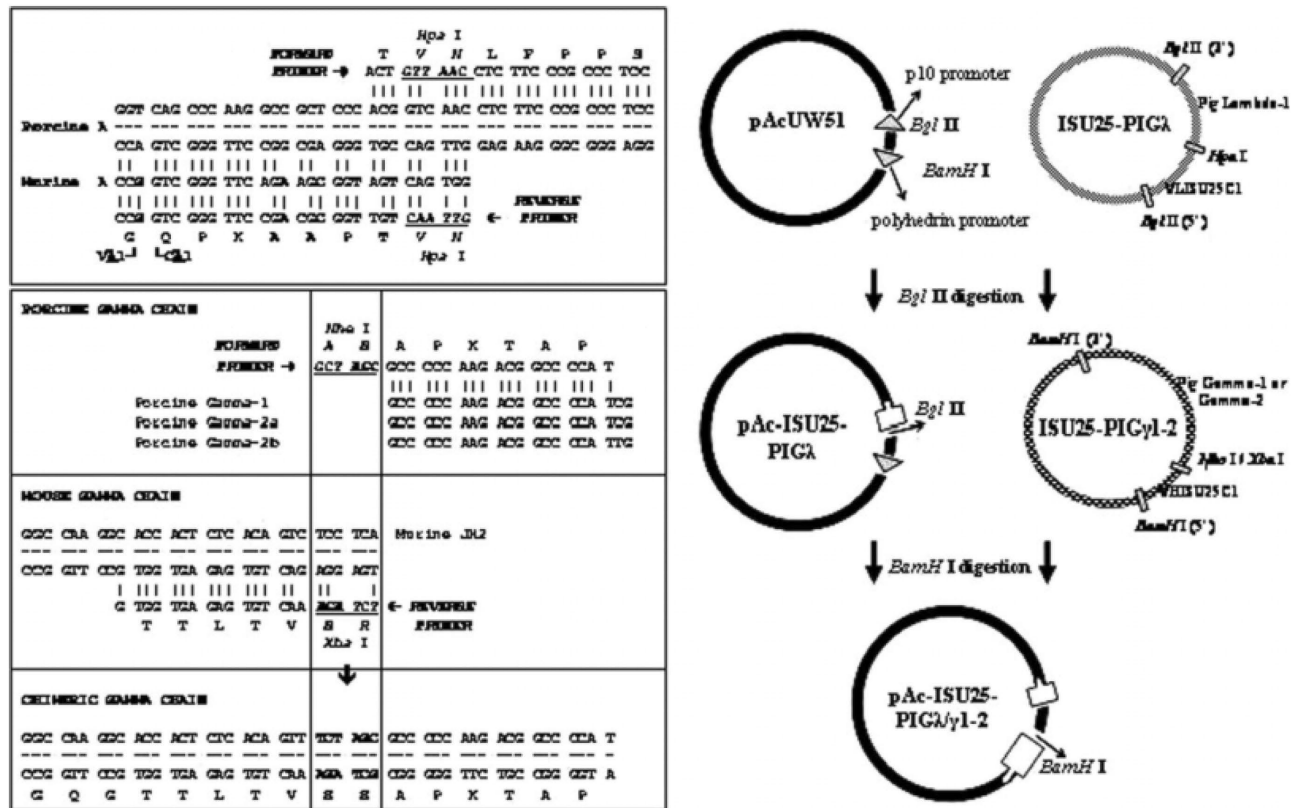 Hpa I
FORWARD T V N L F P P S
PRIMER → ACT GTT AAC CTC TTC CCG CCC TCC
GGT CAG CCC AAG GCC GCT CCC ACG GTC AAC CTC TTC CCG CCC TCC
Porcine λ
CCA GTC GGG TTC CGG CGA GGG TGC CAG TTG GAG AAG GGC GGG AGG
Murine λ CCG GTC GGG TTC AGA AGC GGT AGT CAG TGG
REVERSE
CCG GTC GGG TTC CGA CGC GGT TGT CAA TTG ← PRIMER
G Q P K A A P T V N
Vλ1 Cλ1 Hpa I
PORCINE GAMMA CHAIN
Nhe I
FORWARD A S A P K T A P
PRIMER → GCT AGC GCC CCC AAG ACG GCC CCA T
Porcine Gamma-1 GCC CCC AAG ACG GCC CCA TCG
Porcine Gamma-2a GCC CCC AAG ACG GCC CCA TCG
Porcine Gamma-2b GCC CCC AAG ACG GCC CCA TTG
MOUSE GAMMA CHAIN
GGC CAA GGC ACC ACT CTC ACA GTC TCC TCA Murine JH2
CCG GTT CCG TGG TGA GAG TGT CAG AGG AGT
G TGG TGA GAG TGT CAA AGA TCT ← REVERSE
T T L T V S R PRIMER
Xba I
CHIMERIC GAMMA CHAIN
GGC CAA GGC ACC ACT CTC ACA GTT TCT AGC GCC CCC AAG ACG GCC CCA T
CCG GTT CCG TGG TGA GAG TGT CAA AGA TCG CGG GGG TTC TGC CGG GGT A
G Q G T T L T V S S A P K T A P
p10 promoter
pAcUW51
Bgl II
BamH I
polyhedrin promoter
Bgl II (3')
Pig Lambda-1
ISU25-PIGλ
Hpa I
VLISU25C1
Bgl II (5')
Bgl II digestion
pAc-ISU25-
PIGλ
Bgl II
BamH I (3')
Pig Gamma-1 or
Gamma-2
ISU25-PIGγ1-2
Nhe I / Xba I
VHISU25C1
BamH I (5')
BamH I digestion
pAc-ISU25-
PIGλ/γ1-2
BamH I